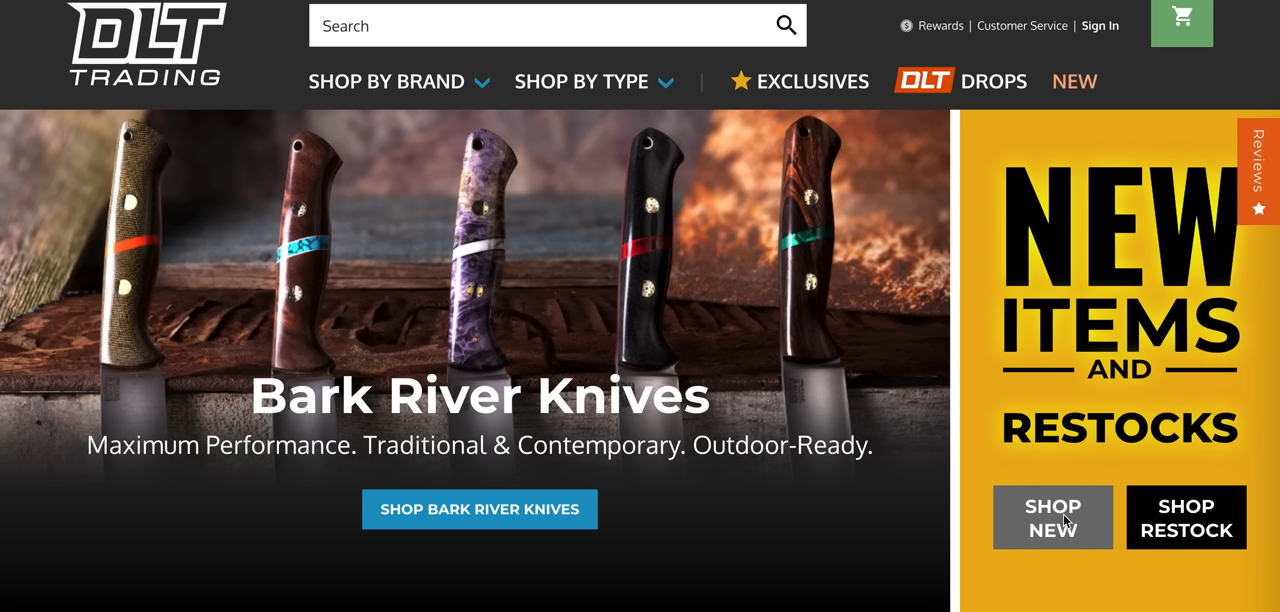 DLT
TRADING
Search
Rewards | Customer Service | Sign In
SHOP BY BRAND
SHOP BY TYPE
EXCLUSIVES
DLT DROPS
NEW
Bark River Knives
Maximum Performance. Traditional & Contemporary. Outdoor-Ready.
SHOP BARK RIVER KNIVES
NEW
ITEMS
AND
RESTOCKS
SHOP
NEW
SHOP
RESTOCK
Reviews